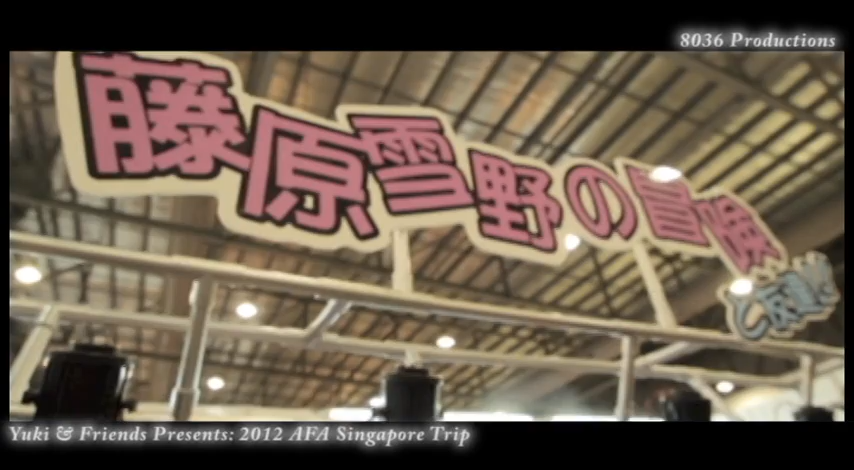 8036 Productions
藤原雪野の冒険
Yuki & Friends Presents: 2012 AFA Singapore Trip